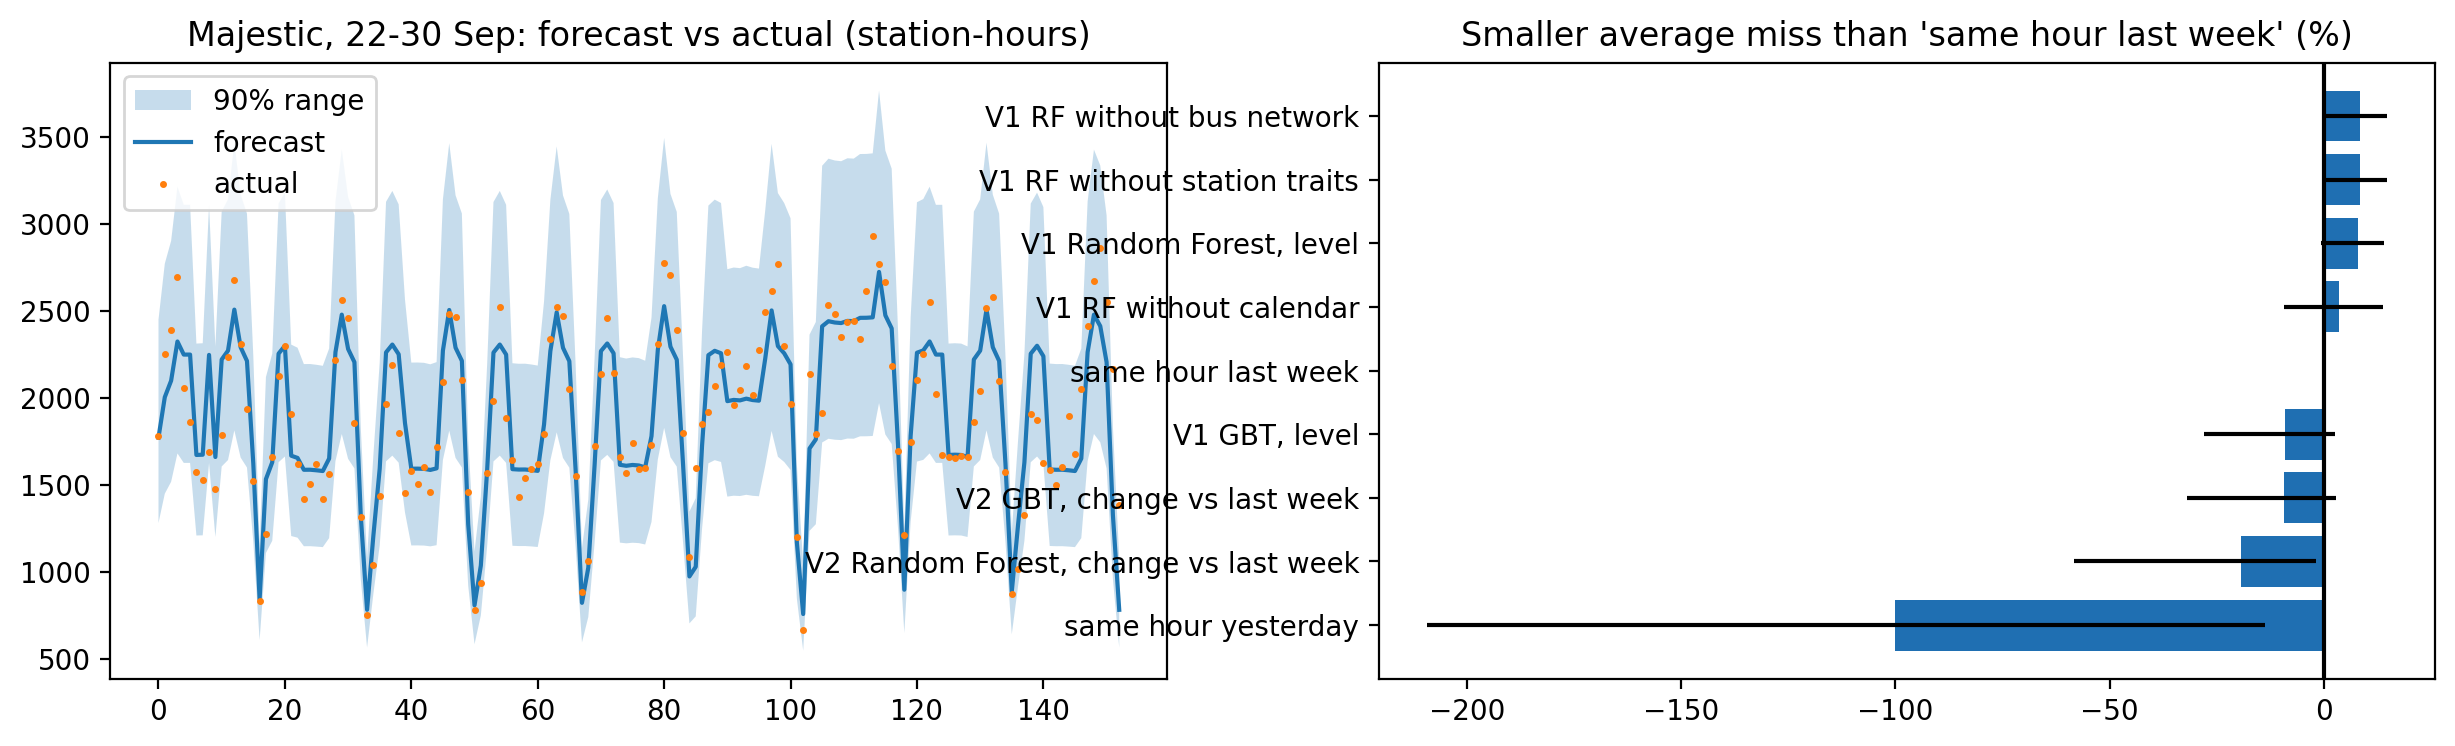 Majestic, 22-30 Sep: forecast vs actual (station-hours)
90% range
forecast
actual
3500
3000
2500
2000
1500
1000
500
0 20 40 60 80 100 120 140
Smaller average miss than 'same hour last week' (%)
V1 RF without bus network
V1 RF without station traits
V1 Random Forest, level
V1 RF without calendar
same hour last week
V1 GBT, level
V2 GBT, change vs last week
V2 Random Forest, change vs last week
same hour yesterday
−200 −150 −100 −50 0